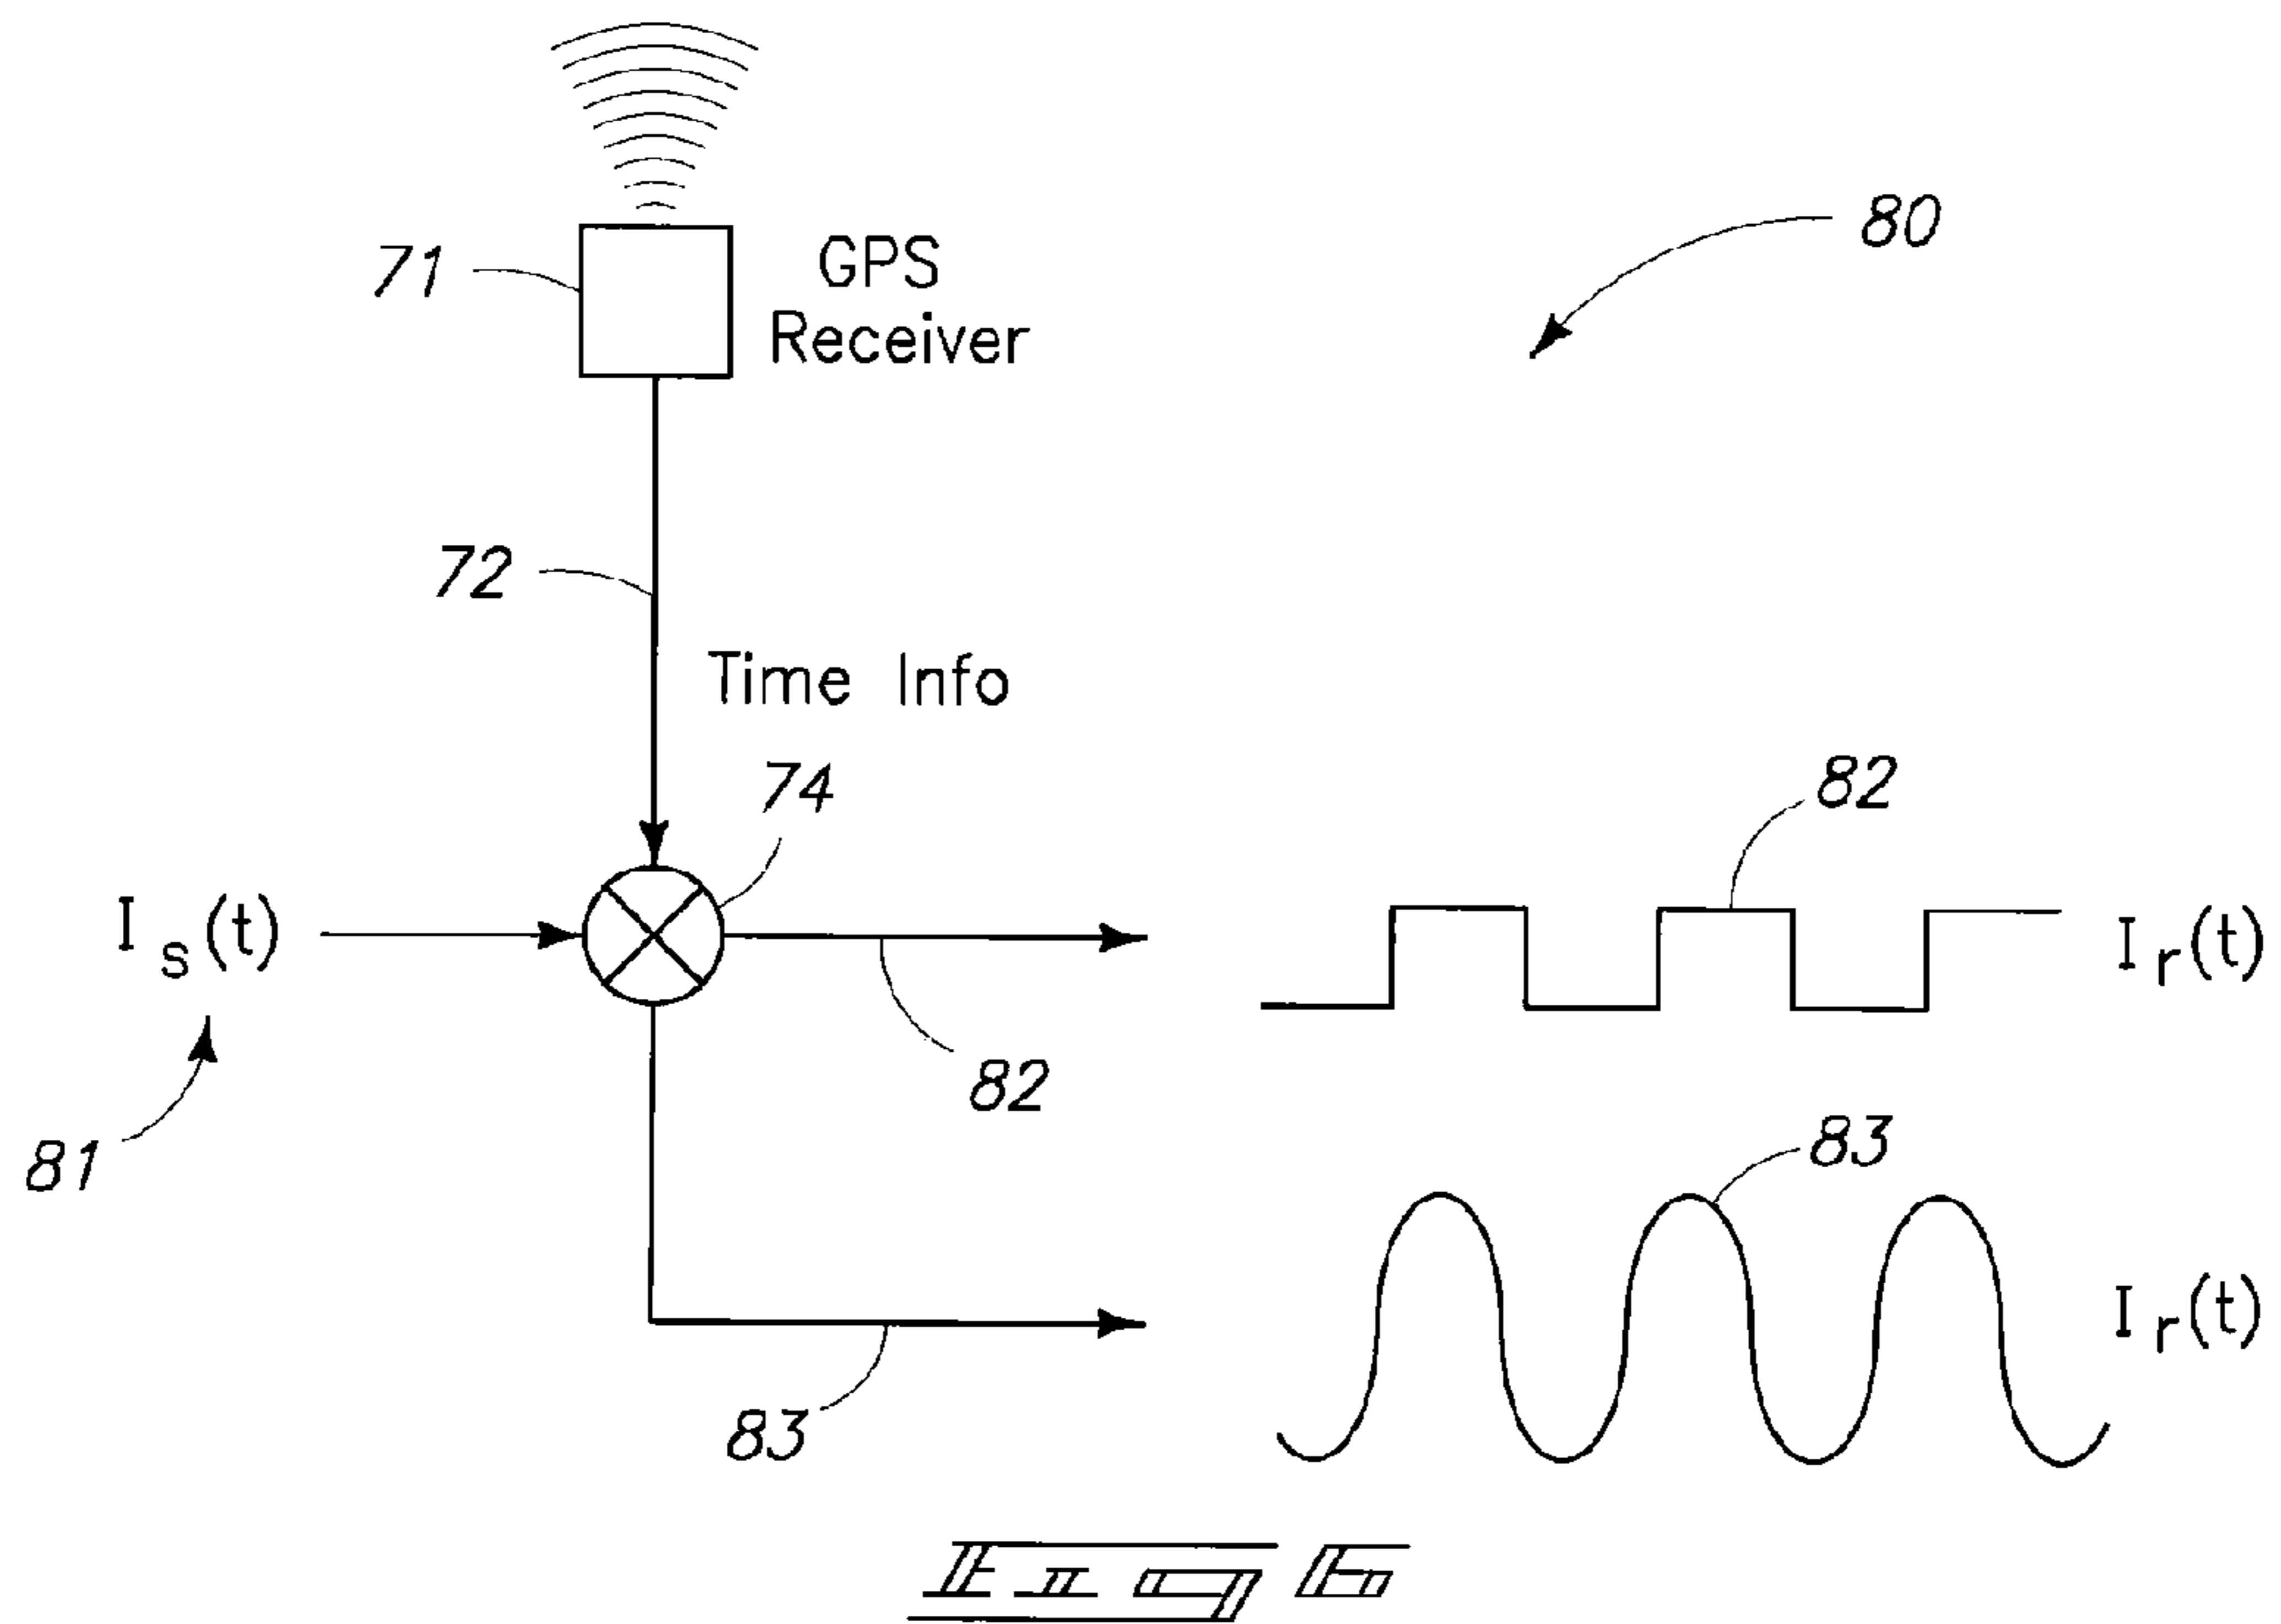 80
71
GPS
Receiver
72
Time Info
74
82
I s (t)
I r (t)
82
81
83
I r (t)
83
Fig 6